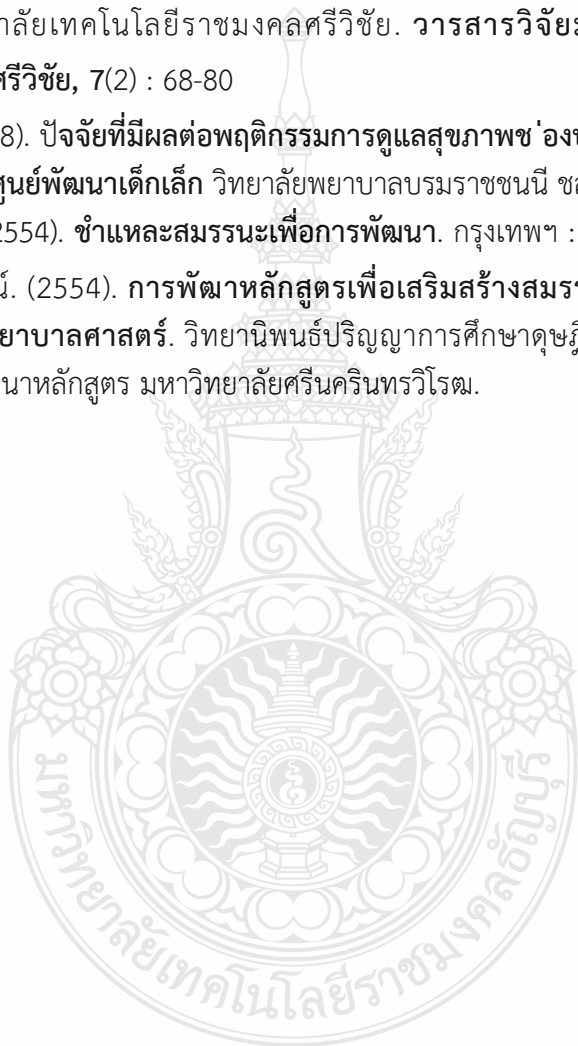 าลัยเทคโนโลยีราชมงคลศรีวิชัย. วารสารวิจัยม
ศรีวิชัย, 7(2) : 68-80
8). ปัจจัยที่มีผลต่อพฤติกรรมการดูแลสุขภาพช ่องป
ศูนย์พัฒนาเด็กเล็ก วิทยาลัยพยาบาลบรมราชชนนี ชล
2554). ชำแหละสมรรนะเพื่อการพัฒนา. กรุงเทพฯ :
น์. (2554). การพัฒาหลักสูตรเพื่อเสริมสร้างสมรร
ยาบาลศาสตร์. วิทยานิพนธ์ปริญญาการศึกษาดุษฎี
นาหลักสูตร มหาวิทยาลัยศรีนครินทรวิโรฒ.
มหาวิทยาลัยเทคโนโลยีราชมงคลธัญบุรี